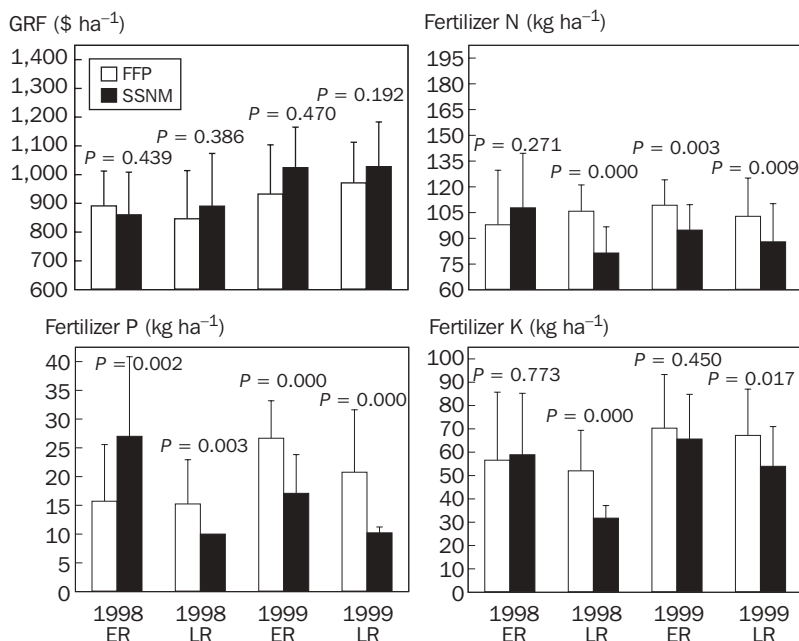 GRF ($ ha–1)
1,400
1,300
1,200
1,100
1,000
900
800
700
600
FFP
SSNM
P = 0.439
P = 0.386
P = 0.470
P = 0.192
Fertilizer N (kg ha–1)
195
180
165
150
135
120
105
90
75
60
P = 0.271
P = 0.000
P = 0.003
P = 0.009
Fertilizer P (kg ha–1)
40
35
30
25
20
15
10
5
0
P = 0.002
P = 0.003
P = 0.000
P = 0.000
1998
ER
1998
LR
1999
ER
1999
LR
Fertilizer K (kg ha–1)
100
90
80
70
60
50
40
30
20
10
0
P = 0.773
P = 0.000
P = 0.450
P = 0.017
1998
ER
1998
LR
1999
ER
1999
LR